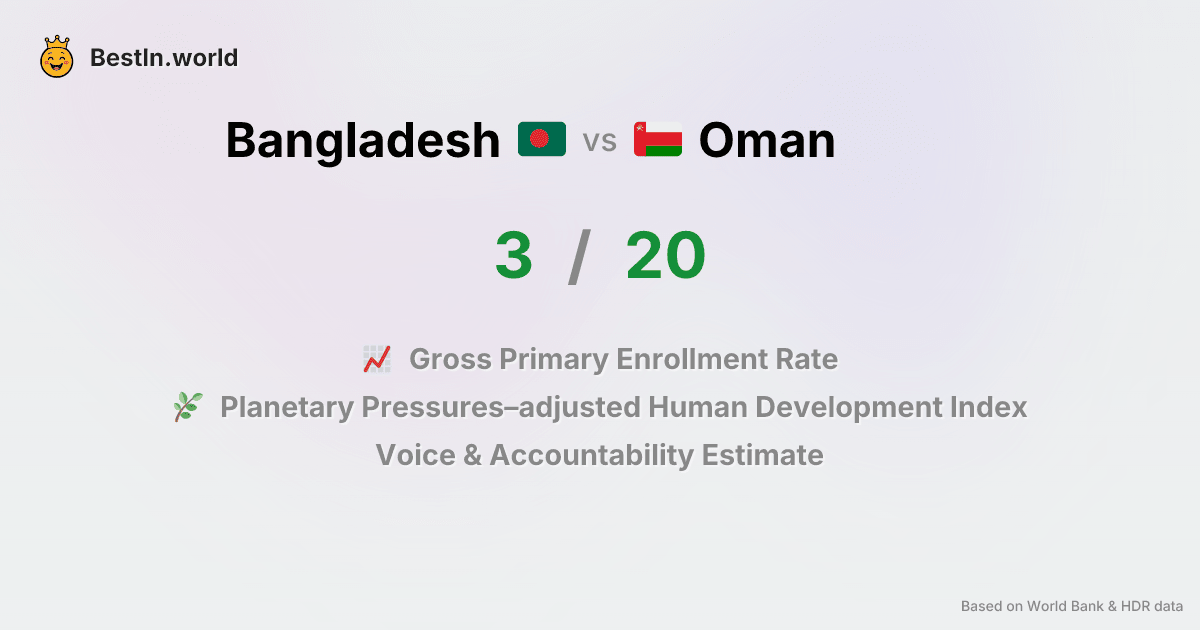 BestIn.world
Bangladesh vs Oman
3 / 20
Gross Primary Enrollment Rate
Planetary Pressures–adjusted Human Development Index
Voice & Accountability Estimate
Based on World Bank & HDR data